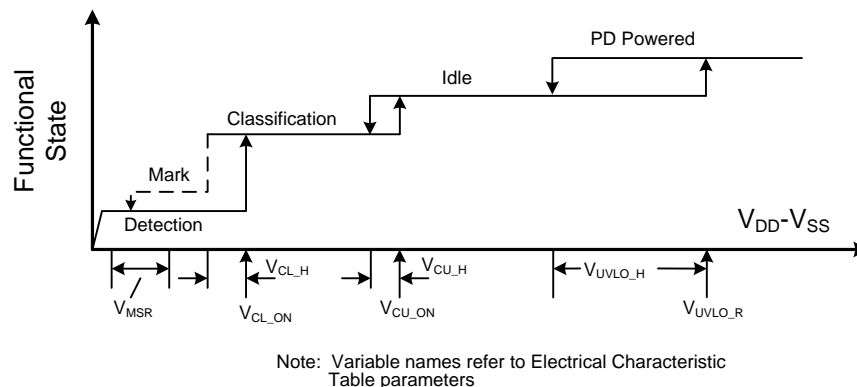 Functional
State
PD Powered
Idle
Classification
Mark
Detection
VDD-VSS
VCL_H
VCU_H
VUVLO_H
VMSR
VCL_ON
VCU_ON
VUVLO_R
Note: Variable names refer to Electrical Characteristic
Table parameters